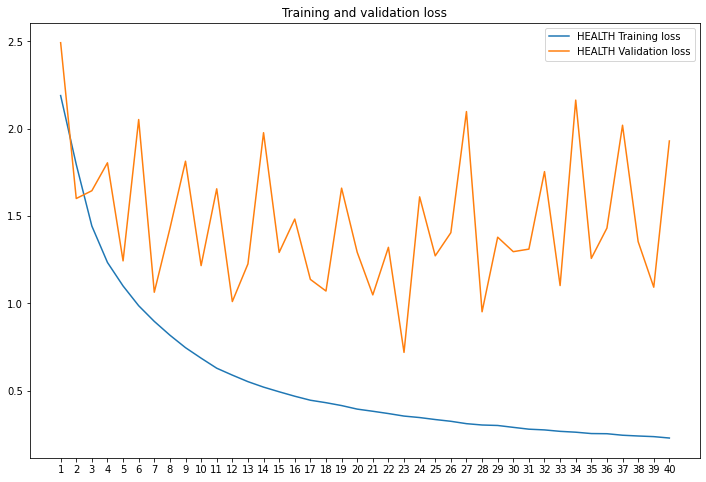 Training and validation loss
HEALTH Training loss
HEALTH Validation loss
2.5
2.0
1.5
1.0
0.5
1 2 3 4 5 6 7 8 9 10 11 12 13 14 15 16 17 18 19 20 21 22 23 24 25 26 27 28 29 30 31 32 33 34 35 36 37 38 39 40